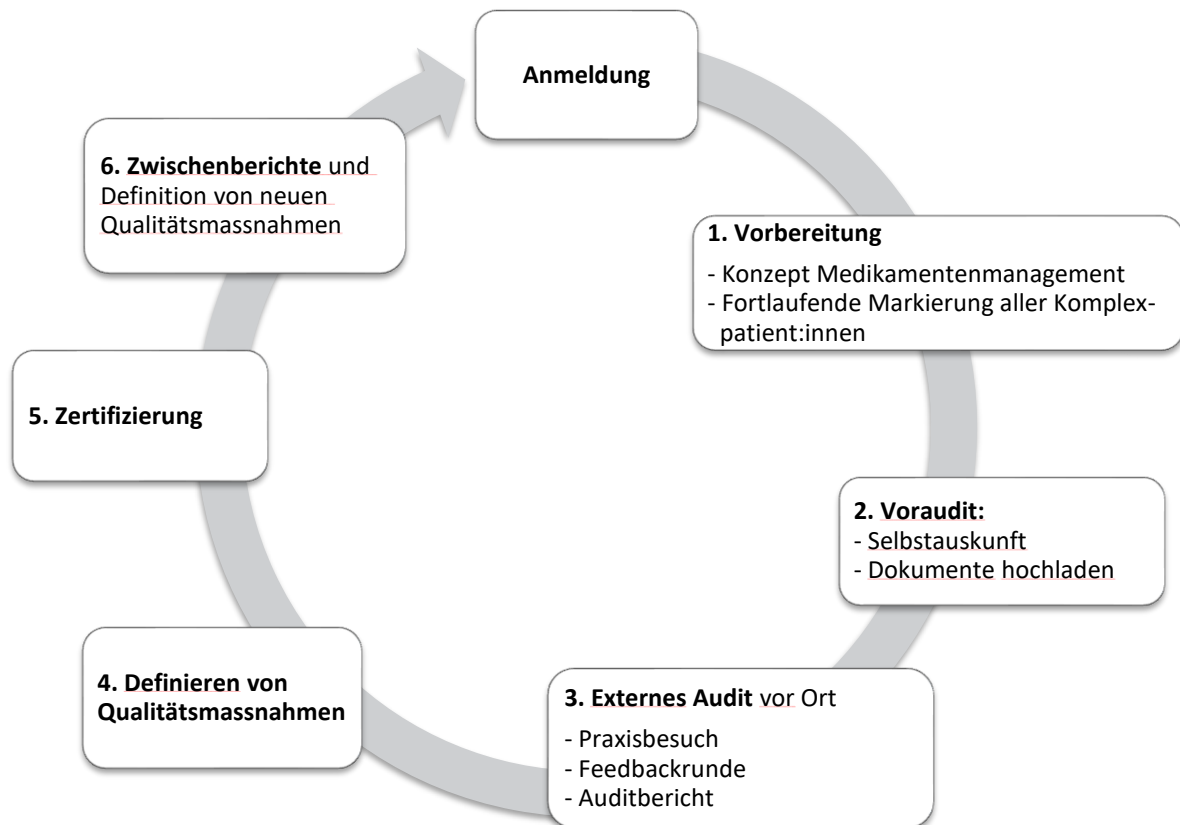 Anmeldung
1. Vorbereitung
- Konzept Medikamentenmanagement
- Fortlaufende Markierung aller Komplex-
patient:innen
2. Voraudit:
- Selbstauskunft
- Dokumente hochladen
3. Externes Audit vor Ort
- Praxisbesuch
- Feedbackrunde
- Auditbericht
4. Definieren von
Qualitätsmassnahmen
5. Zertifizierung
6. Zwischenberichte und
Definition von neuen
Qualitätsmassnahmen